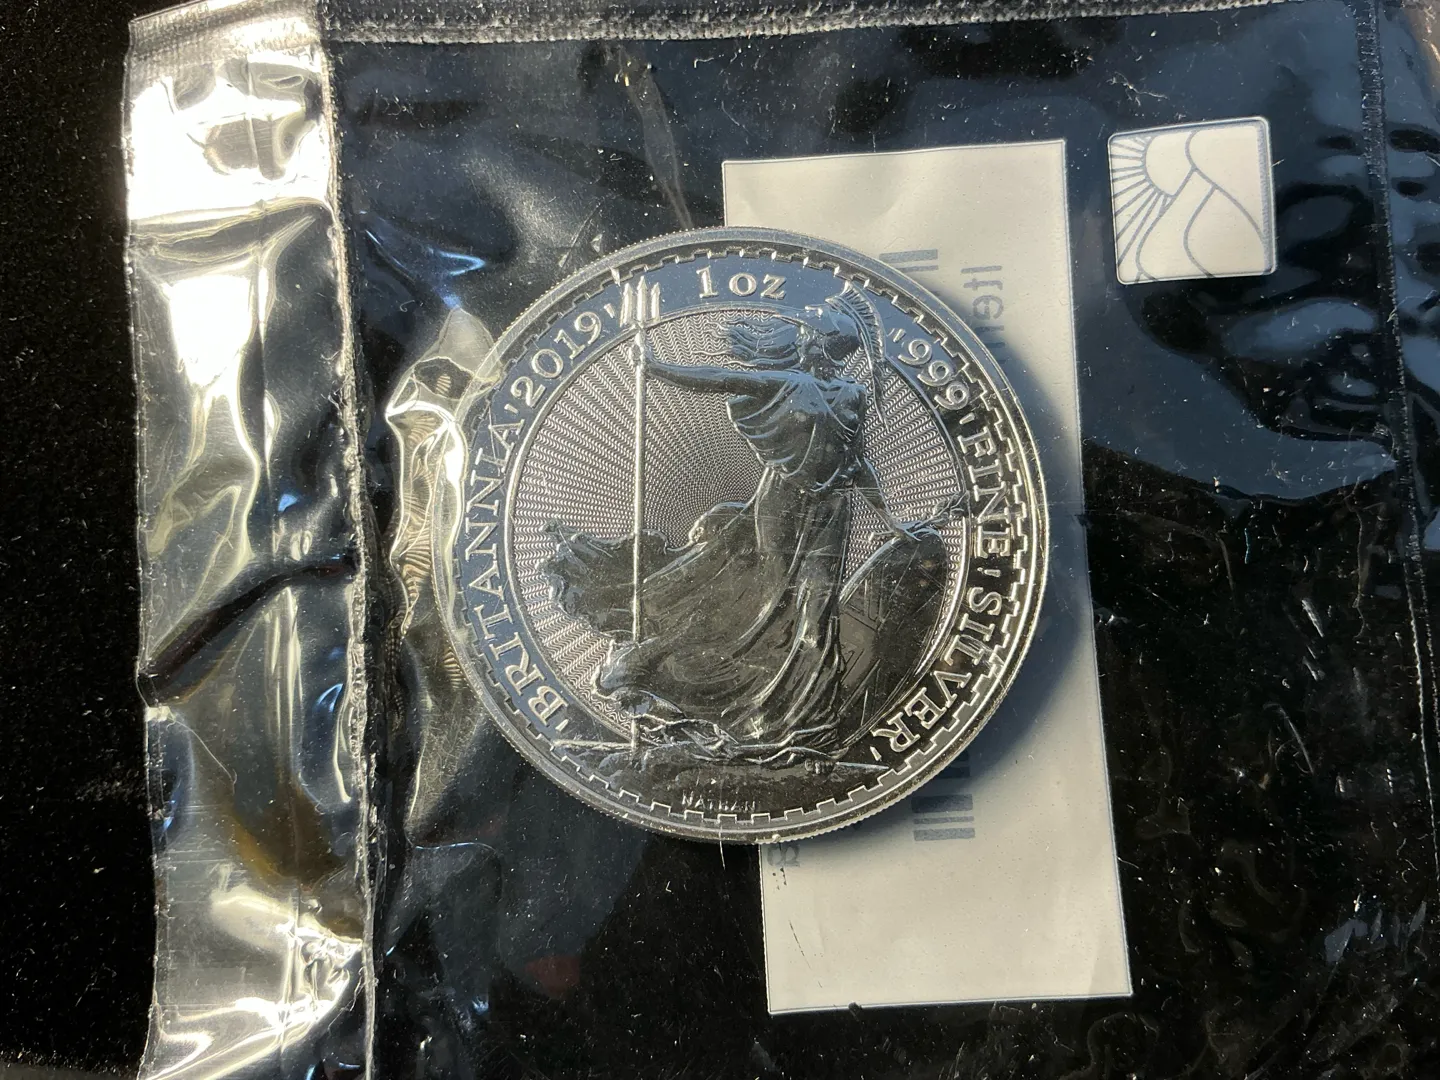 'BRITANNIA'2019' 1 OZ '999'FINE'SILVER'
NATHAN